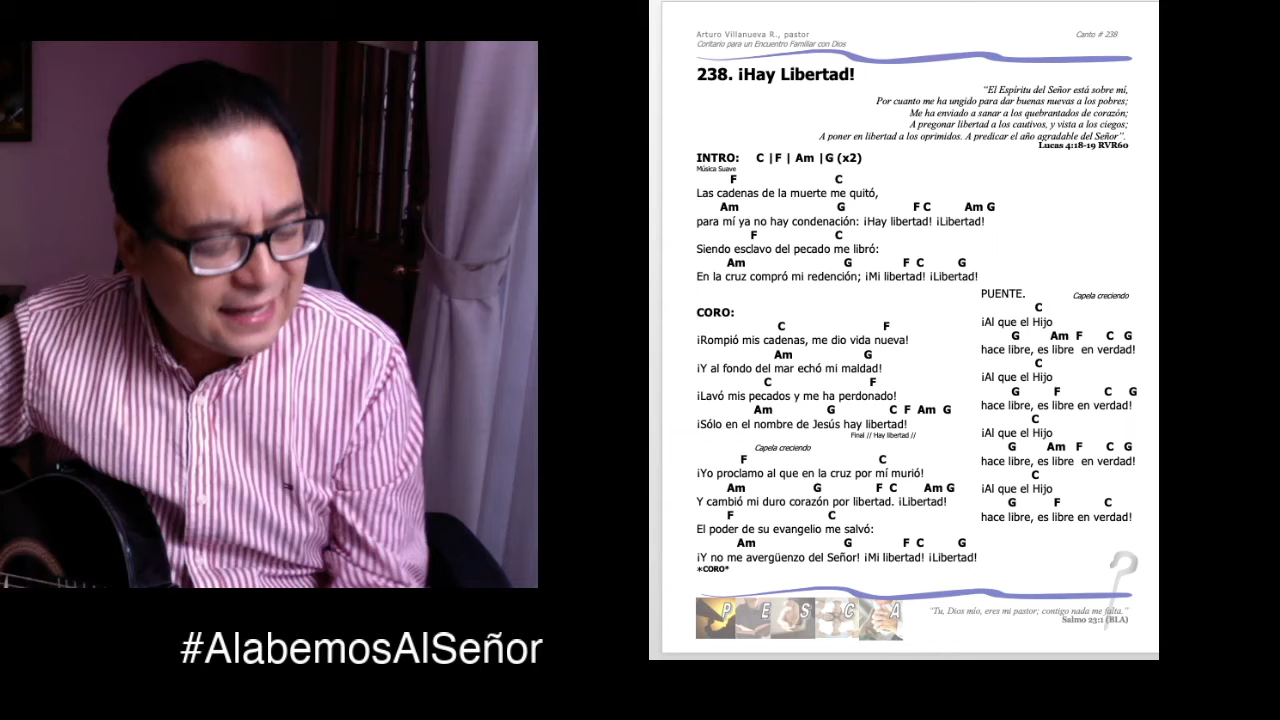 Arturo Villanueva R., pastor
Coritario para un Encuentro Familiar con Dios
Canto # 238
238. ¡Hay Libertad!
“El Espíritu del Señor está sobre mí,
Por cuanto me ha ungido para dar buenas nuevas a los pobres;
Me ha enviado a sanar a los quebrantados de corazón;
A pregonar libertad a los cautivos, y vista a los ciegos;
A poner en libertad a los oprimidos. A predicar el año agradable del Señor”.
Lucas 4:18-19 RVR60
INTRO: C |F | Am |G (x2)
Música Suave
F C
Las cadenas de la muerte me quitó,
Am G F C Am G
para mí ya no hay condenación: ¡Hay libertad! ¡Libertad!
F C
Siendo esclavo del pecado me libró:
Am G F C G
En la cruz compró mi redención; ¡Mi libertad! ¡Libertad!
CORO:
C F
¡Rompió mis cadenas, me dio vida nueva!
Am G
¡Y al fondo del mar echó mi maldad!
C F
¡Lavó mis pecados y me ha perdonado!
Am G C F Am G
¡Sólo en el nombre de Jesús hay libertad!
Final // Hay libertad //
Capela creciendo
F C
¡Yo proclamo al que en la cruz por mí murió!
Am G F C Am G
Y cambió mi duro corazón por libertad. ¡Libertad!
F C
El poder de su evangelio me salvó:
Am G F C G
¡Y no me avergüenzo del Señor! ¡Mi libertad! ¡Libertad!
*CORO*
PUENTE. Capela creciendo
C
¡Al que el Hijo
G Am F C G
hace libre, es libre en verdad!
C
¡Al que el Hijo
G F C G
hace libre, es libre en verdad!
C
¡Al que el Hijo
G Am F C G
hace libre, es libre en verdad!
C
¡Al que el Hijo
G F C
hace libre, es libre en verdad!
P E S C A
“Tu, Dios mío, eres mi pastor; contigo nada me falta.”
Salmo 23:1 (BLA)
#AlabemosAlSeñor